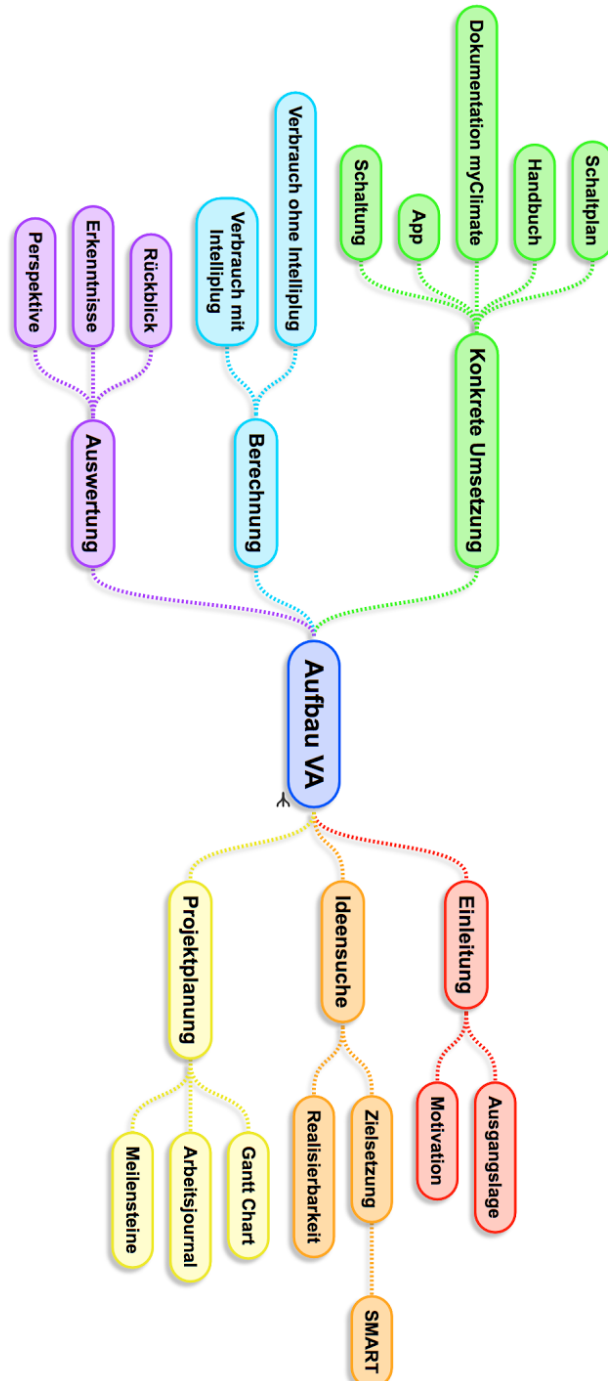 Aufbau VA
Einleitung
Ausgangslage
Motivation
Ideensuche
Zielsetzung
SMART
Realisierbarkeit
Projektplanung
Gantt Chart
Arbeitsjournal
Meilensteine
Konkrete Umsetzung
Schaltplan
Handbuch
Dokumentation myClimate
App
Schaltung
Berechnung
Verbrauch ohne Intelliplug
Verbrauch mit
Intelliplug
Auswertung
Rückblick
Erkenntnisse
Perspektive